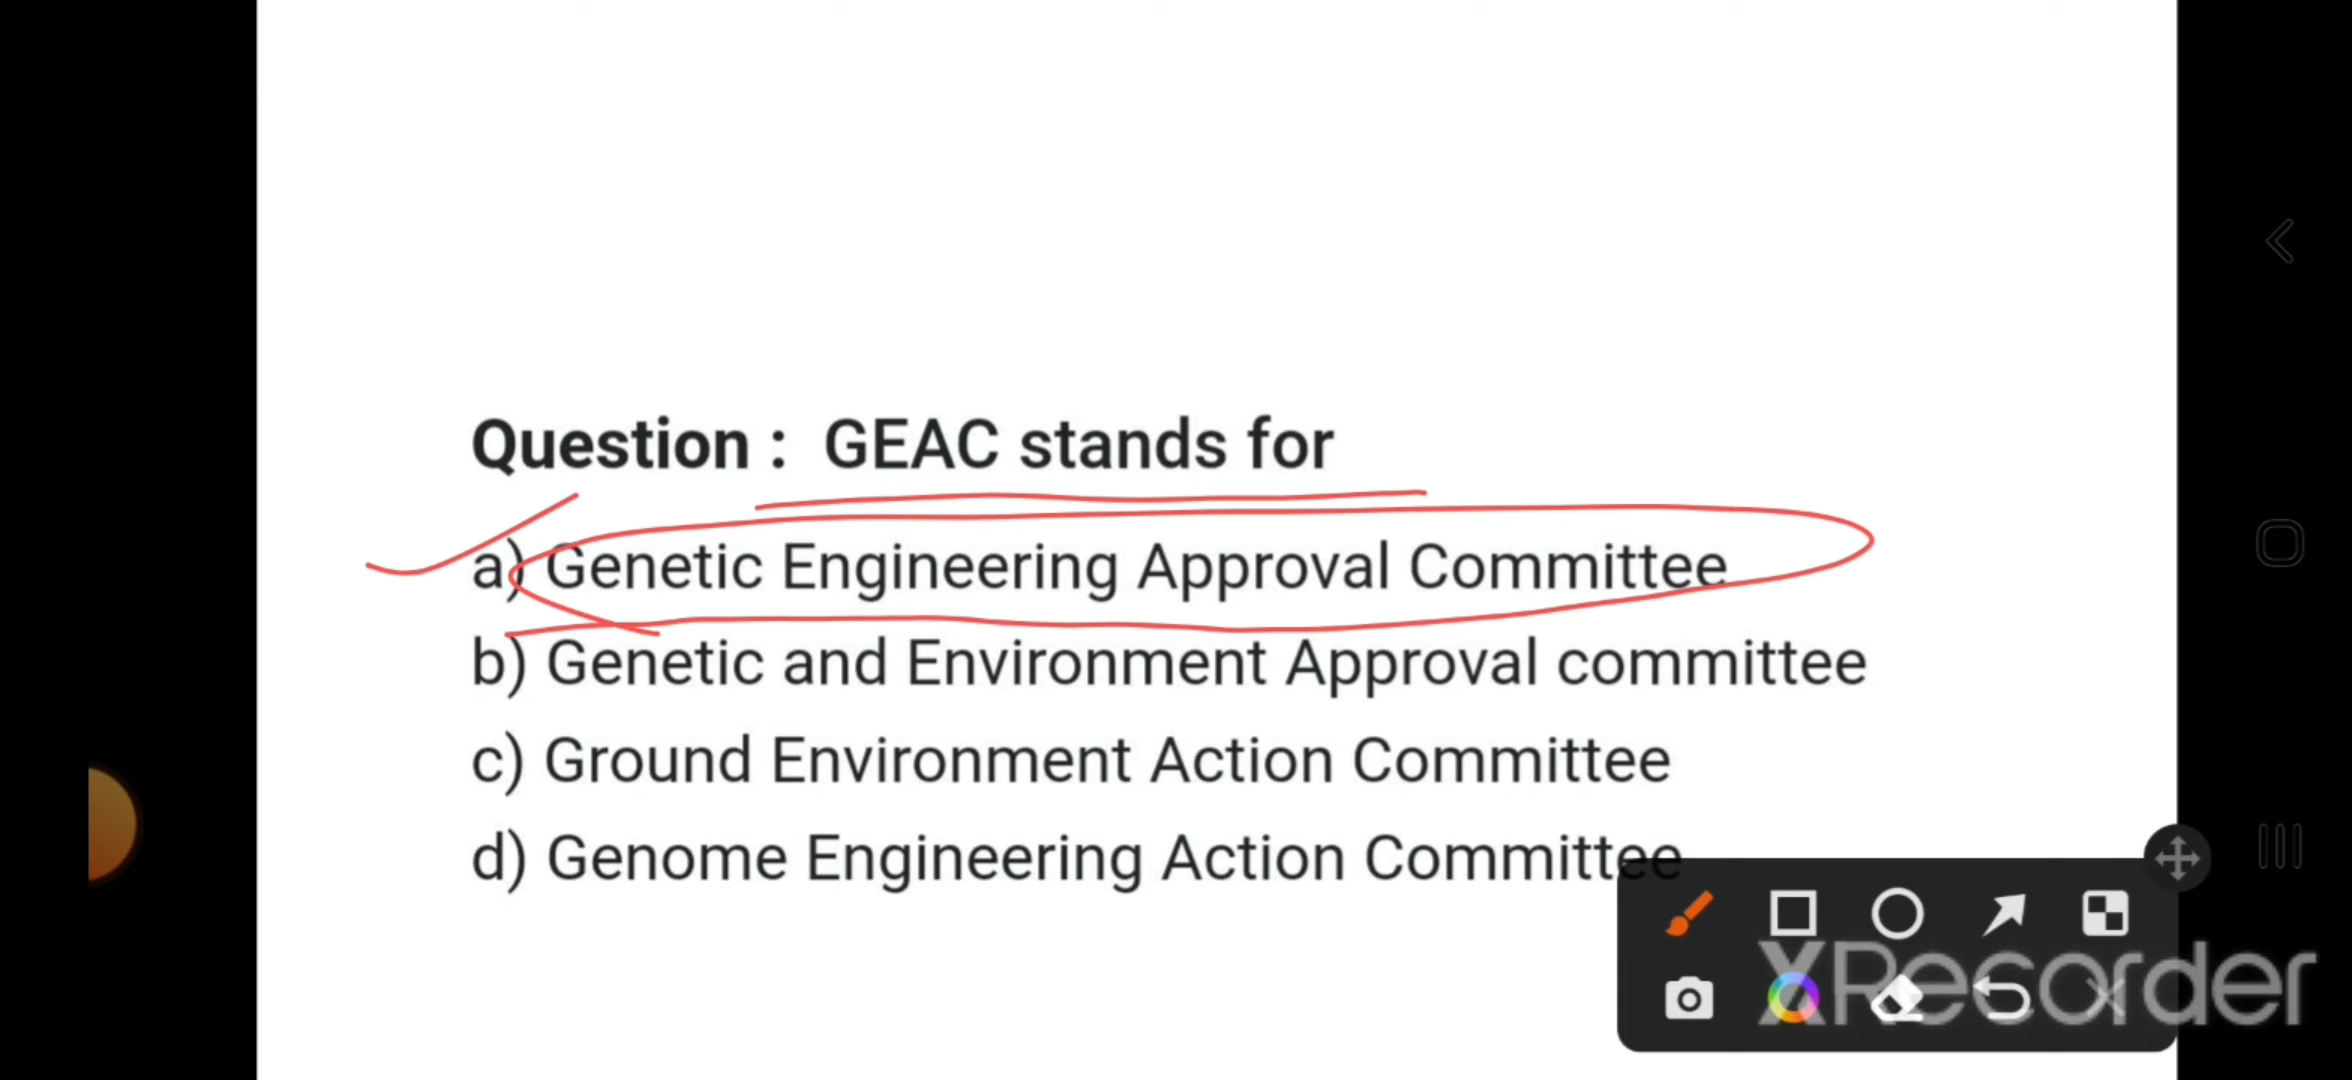 Question : GEAC stands for
a) Genetic Engineering Approval Committee
b) Genetic and Environment Approval committee
c) Ground Environment Action Committee
d) Genome Engineering Action Committee
XRecorder